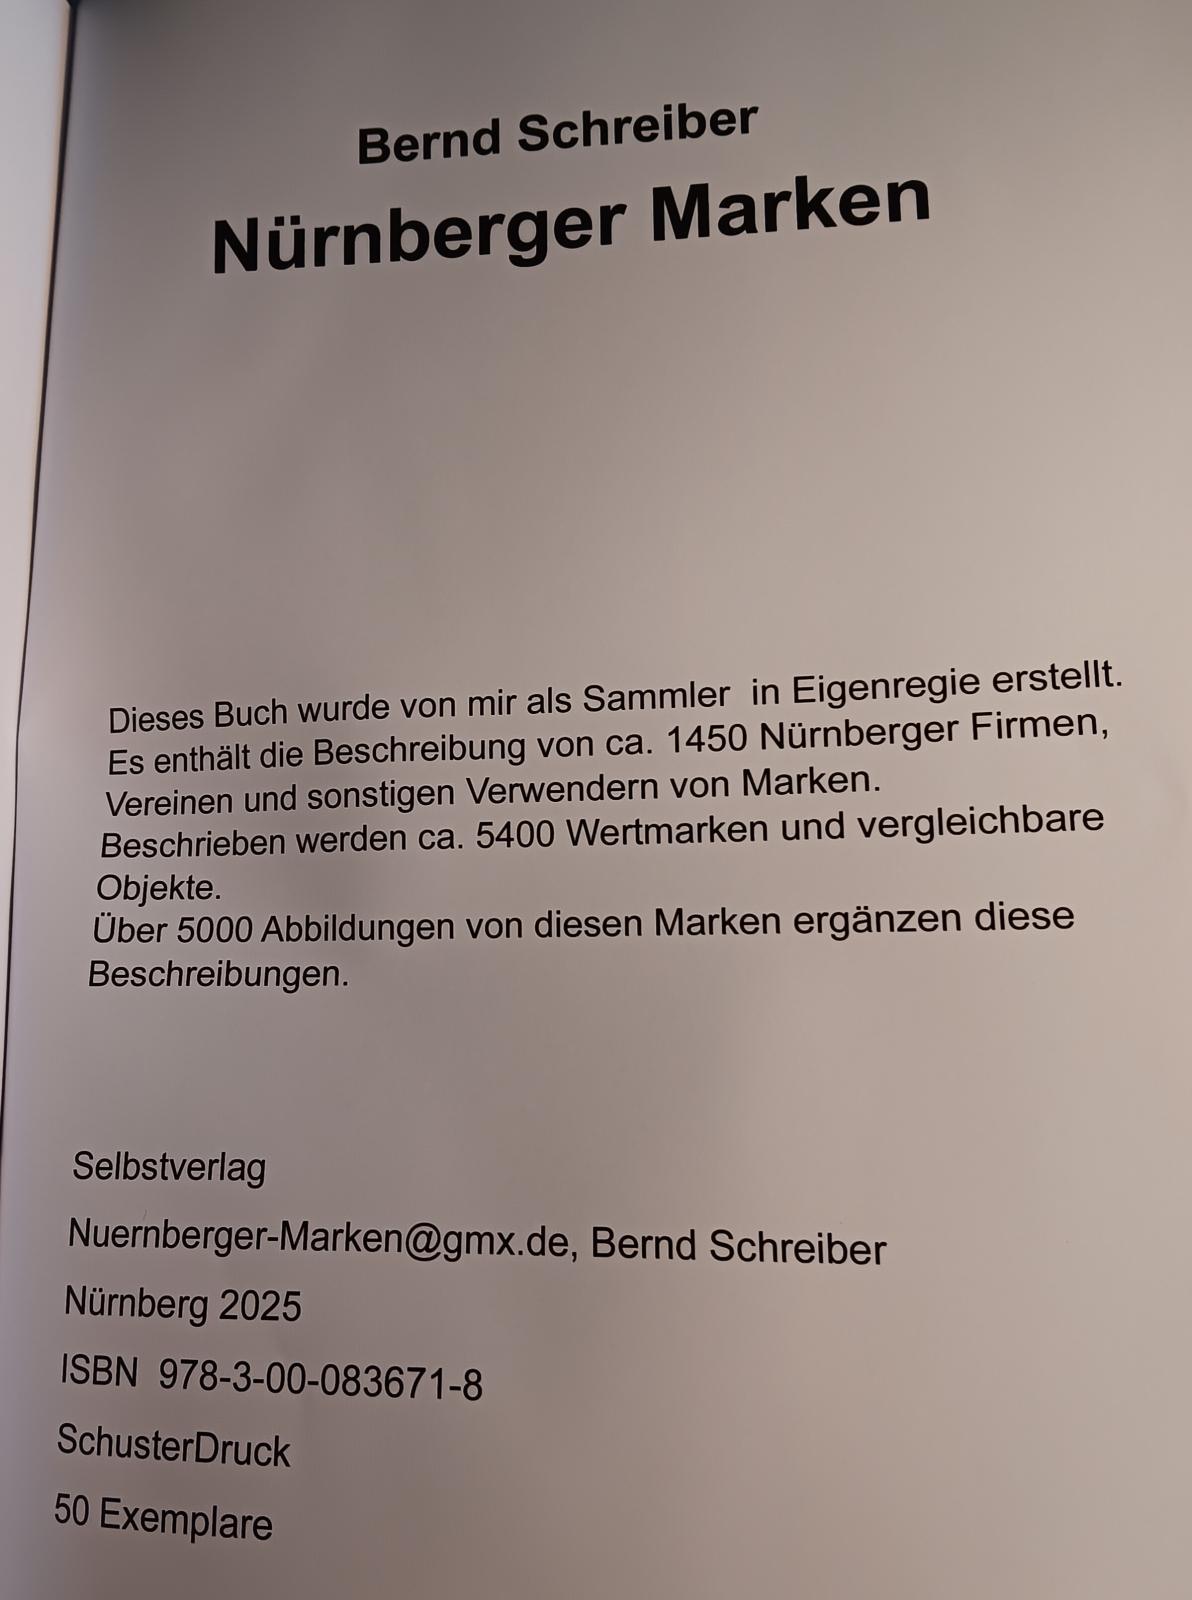 Bernd Schreiber
Nürnberger Marken
Dieses Buch wurde von mir als Sammler  in Eigenregie erstellt.
Es enthält die Beschreibung von ca. 1450 Nürnberger Firmen,
Vereinen und sonstigen Verwendern von Marken.
Beschrieben werden ca. 5400 Wertmarken und vergleichbare
Objekte.
Über 5000 Abbildungen von diesen Marken ergänzen diese
Beschreibungen.
Selbstverlag
Nuernberger-Marken@gmx.de, Bernd Schreiber
Nürnberg 2025
ISBN  978-3-00-083671-8
SchusterDruck
50 Exemplare